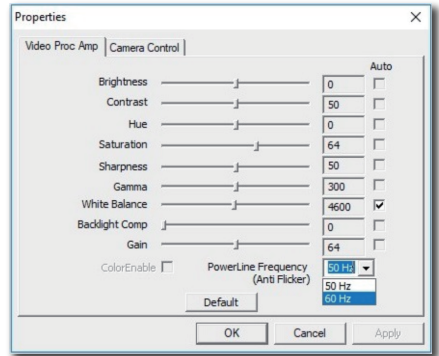 Properties
Video Proc Amp Camera Control
Auto
Brightness 0
Contrast 50
Hue 0
Saturation 64
Sharpness 50
Gamma 300
White Balance 4600
Backlight Comp 0
Gain 64
ColorEnable PowerLine Frequency 50 Hz
(Anti Flicker)
50 Hz
60 Hz
Default
OK Cancel Apply